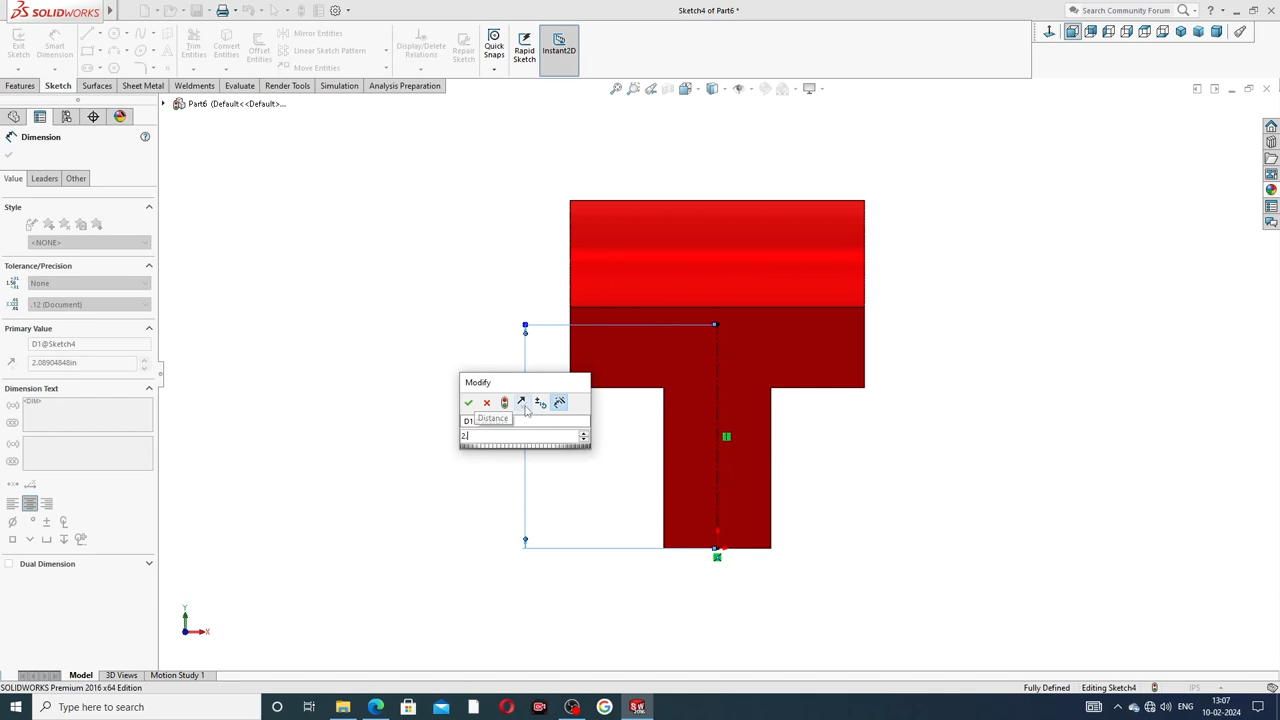 SOLIDWORKS
Sketch4 of Part6 *
Search Community Forum
Exit Sketch
Smart Dimension
Trim Entities
Convert Entities
Offset Entities
Mirror Entities
Linear Sketch Pattern
Move Entities
Display/Delete Relations
Repair Sketch
Quick Snaps
Rapid Sketch
Instant2D
Features
Sketch
Surfaces
Sheet Metal
Weldments
Evaluate
Render Tools
Simulation
Analysis Preparation
Part6 (Default<<Default>...
Dimension
Value
Leaders
Other
Style
<NONE>
Tolerance/Precision
None
.12 (Document)
Primary Value
D1@Sketch4
2.08904848in
Dimension Text
<DIM>
Dual Dimension
Modify
D1
Distance
2.
Y
X
Model
3D Views
Motion Study 1
SOLIDWORKS Premium 2016 x64 Edition
Fully Defined
Editing Sketch4
IPS
Type here to search
ENG
13:07
10-02-2024